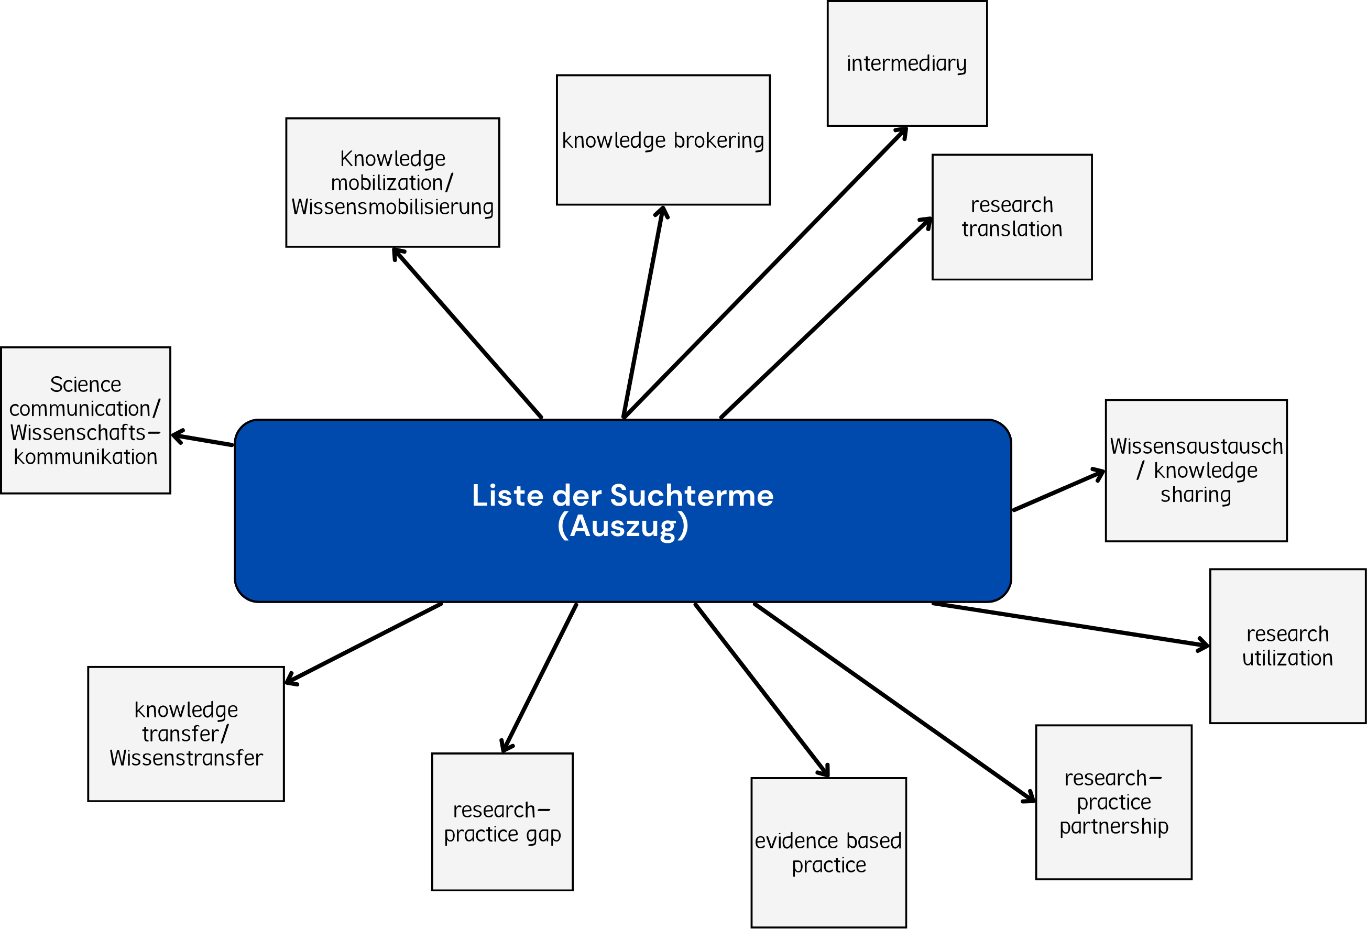 intermediary
knowledge brokering
Knowledge
mobilization/
Wissensmobilisierung
research
translation
Science
communication/
Wissenschafts-
kommunikation
Wissensaustausch
/ knowledge
sharing
Liste der Suchterme
(Auszug)
research
utilization
knowledge
transfer/
Wissenstransfer
research-
practice gap
evidence based
practice
research-
practice
partnership